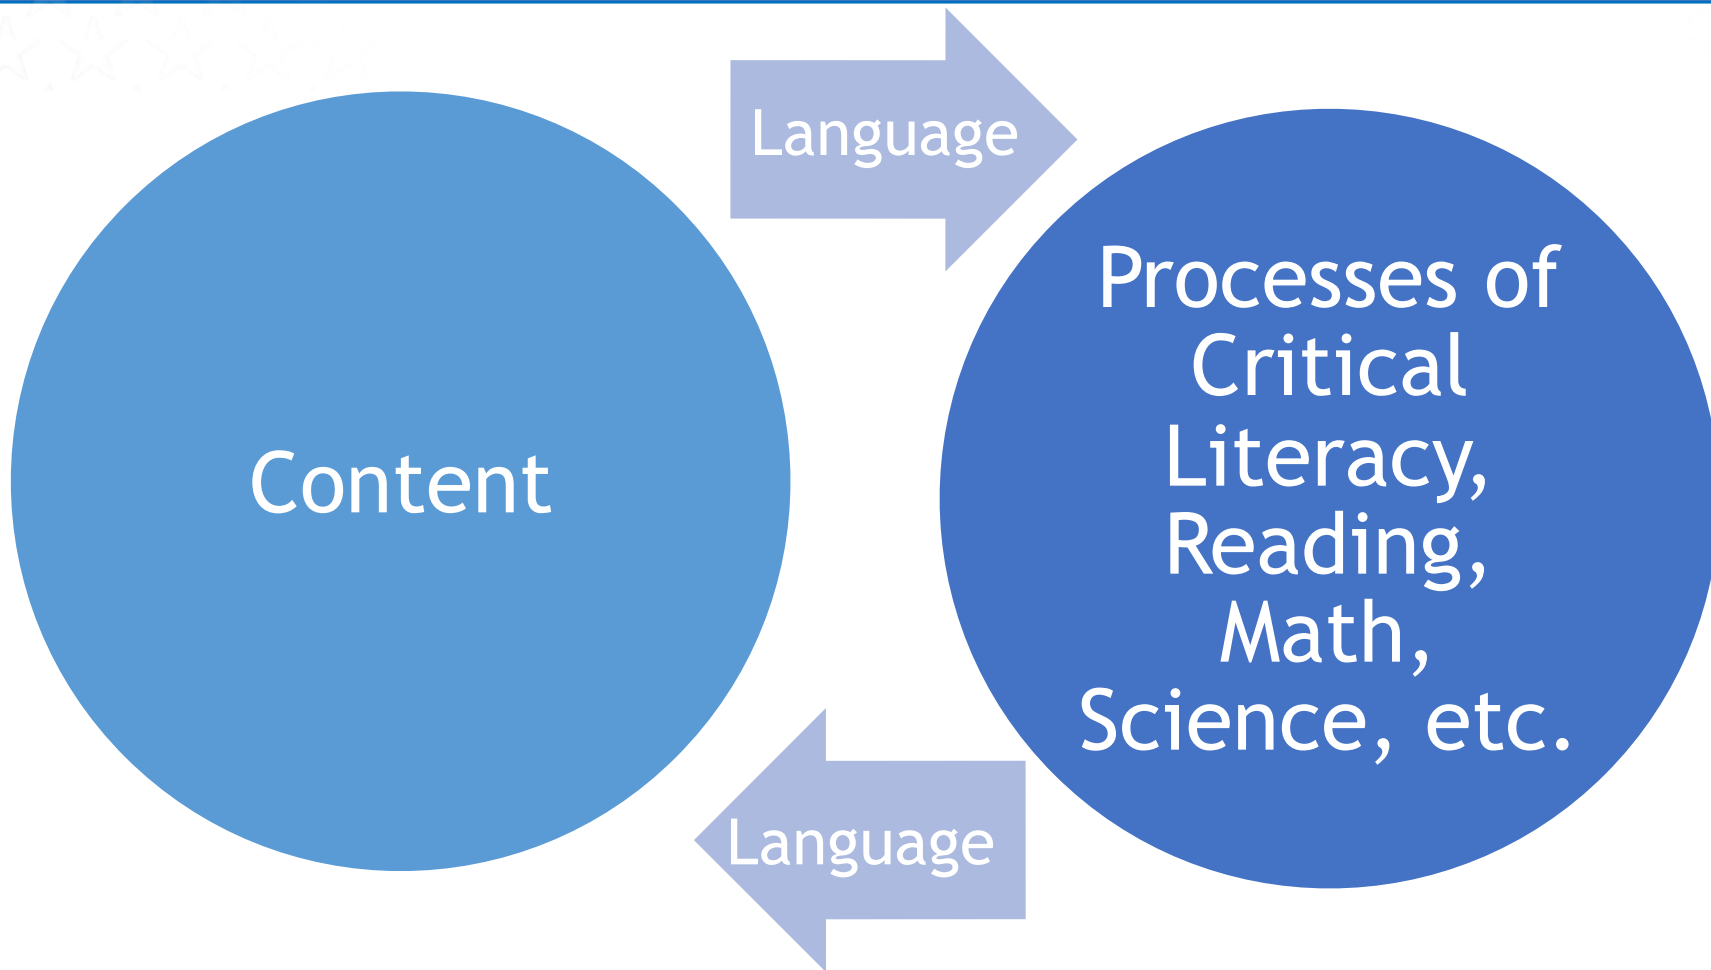 Language
Content
Processes of
Critical
Literacy,
Reading,
Math,
Science, etc.
Language